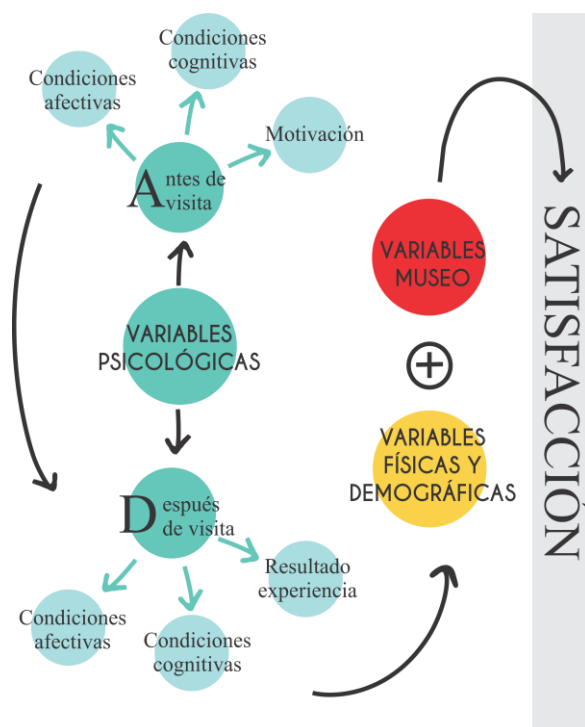 Condiciones
afectivas
Condiciones
cognitivas
Motivación
Antes de
visita
VARIABLES
PSICOLÓGICAS
Después
de visita
Condiciones
afectivas
Condiciones
cognitivas
Resultado
experiencia
VARIABLES
MUSEO
+
VARIABLES
FÍSICAS Y
DEMOGRÁFICAS
SATISFACCIÓN